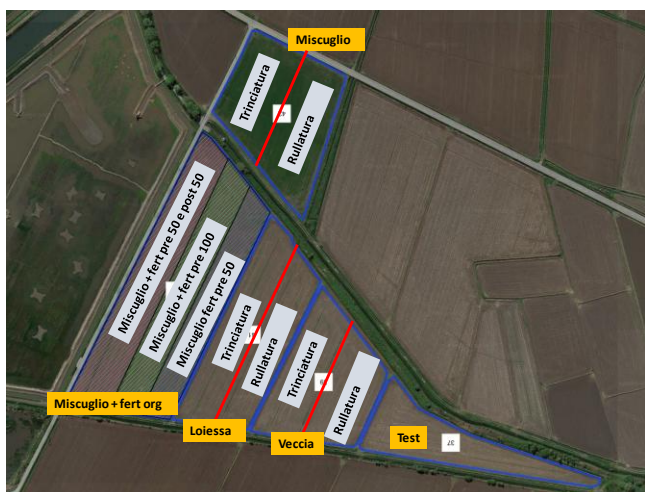 Miscuglio
Trinciatura
Rullatura
Miscuglio + fert pre 50 e post 50
Miscuglio + fert pre 100
Miscuglio fert pre 50
Trinciatura
Rullatura
Trinciatura
Rullatura
Miscuglio + fert org
Loiessa
Veccia
Test
37